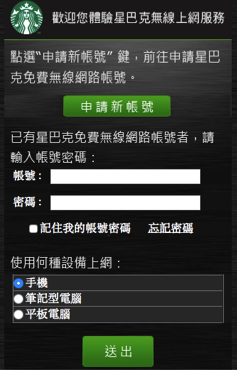 歡迎您體驗星巴克無線上網服務
點選“申請新帳號”鍵，前往申請星巴
克免費無線網路帳號。
申請新帳號
已有星巴克免費無線網路帳號者，請
輸入帳號密碼：
帳號：
密碼：
記住我的帳號密碼 忘記密碼
使用何種設備上網：
手機
筆記型電腦
平板電腦
送出